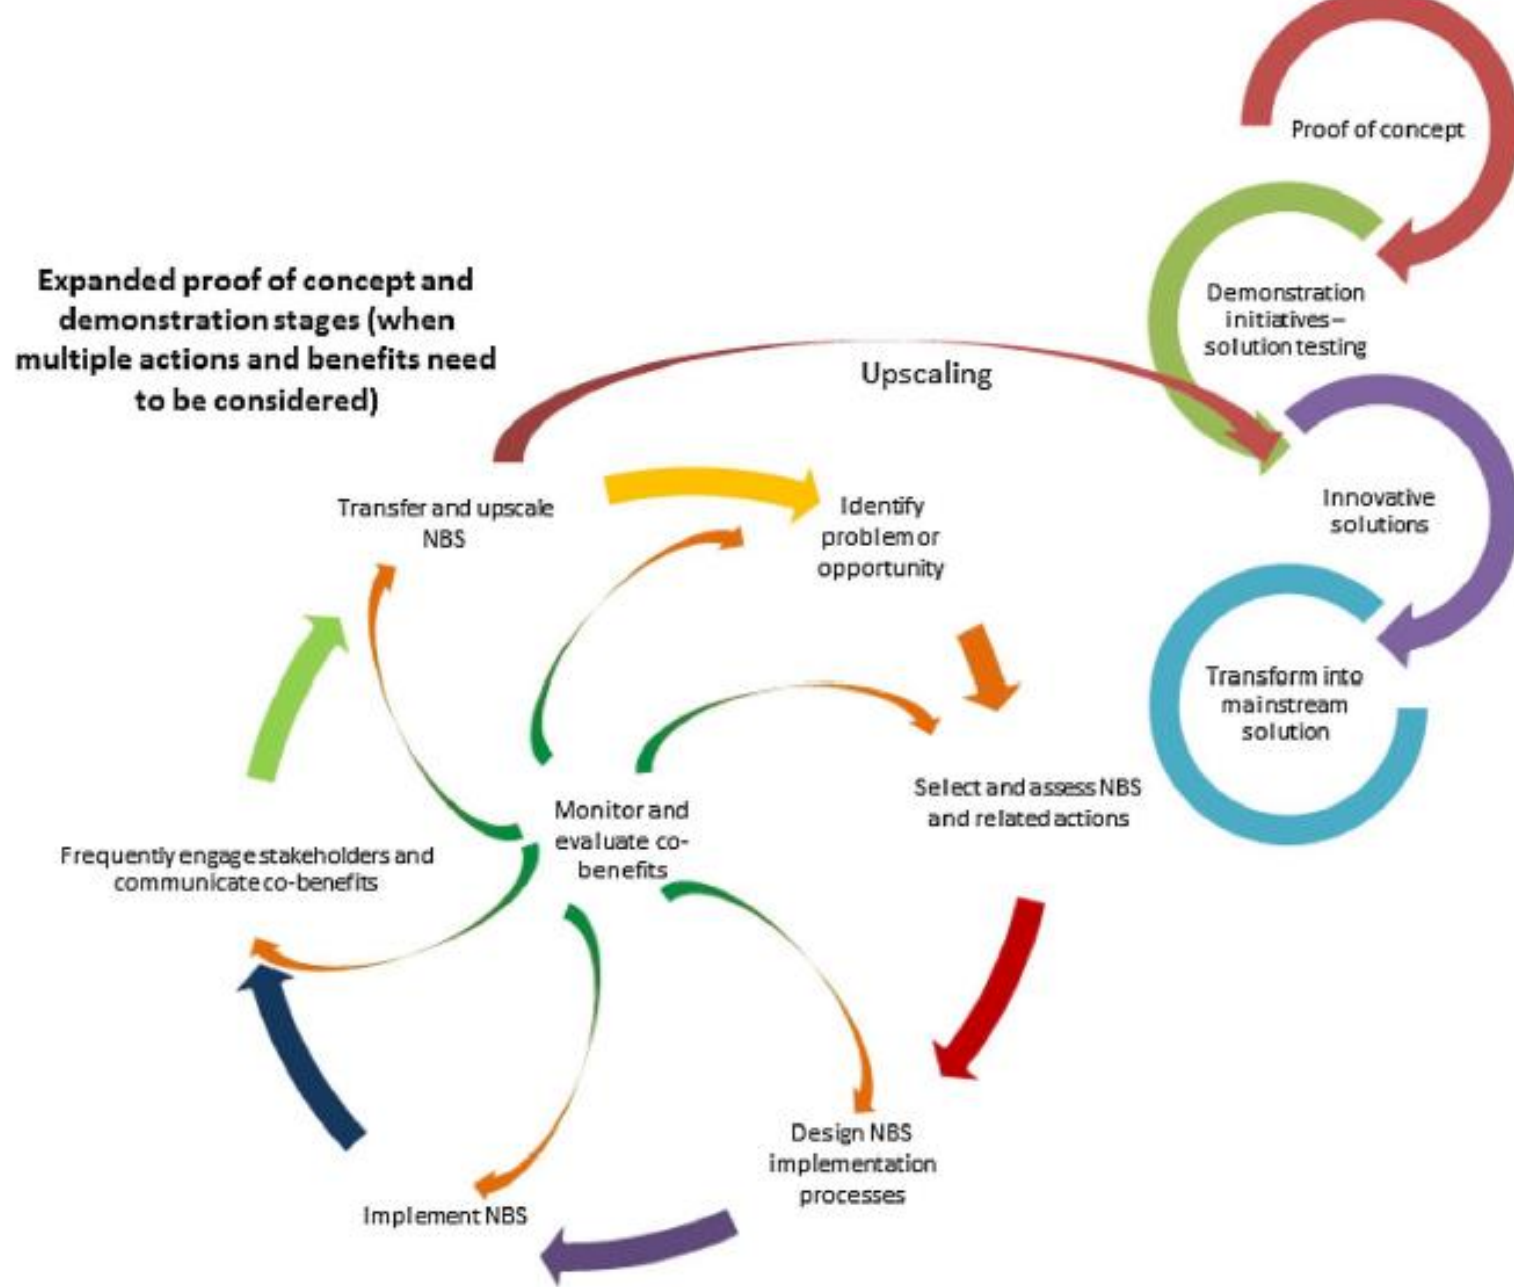 Proof of concept
Demonstration
initiatives–
solution testing
Expanded proof of concept and
demonstration stages (when
multiple actions and benefits need
to be considered)
Upscaling
Innovative
solutions
Transfer and upscale
NBS
Identify
problem or
opportunity
Transform into
mainstream
solution
Select and assess NBS
and related actions
Monitor and
evaluate co-
benefits
Frequently engage stakeholders and
communicate co-benefits
Design NBS
implementation
processes
Implement NBS